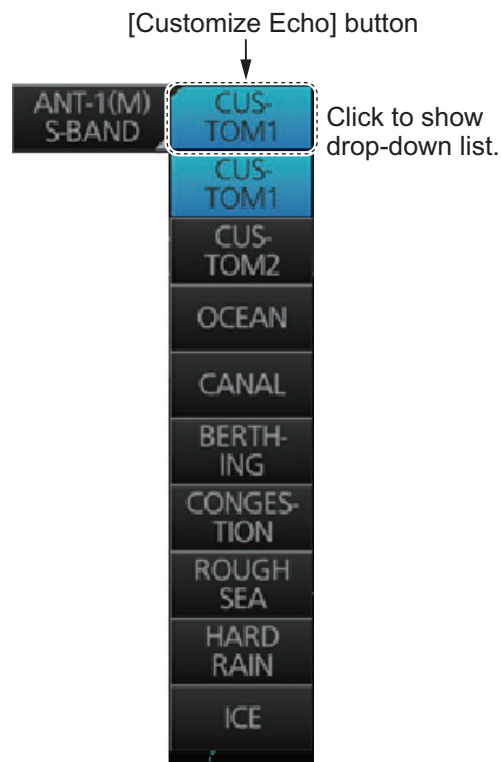 [Customize Echo] button
ANT-1(M)
S-BAND
CUS-
TOM1
Click to show
drop-down list.
CUS-
TOM1
CUS-
TOM2
OCEAN
CANAL
BERTH-
ING
CONGES-
TION
ROUGH
SEA
HARD
RAIN
ICE